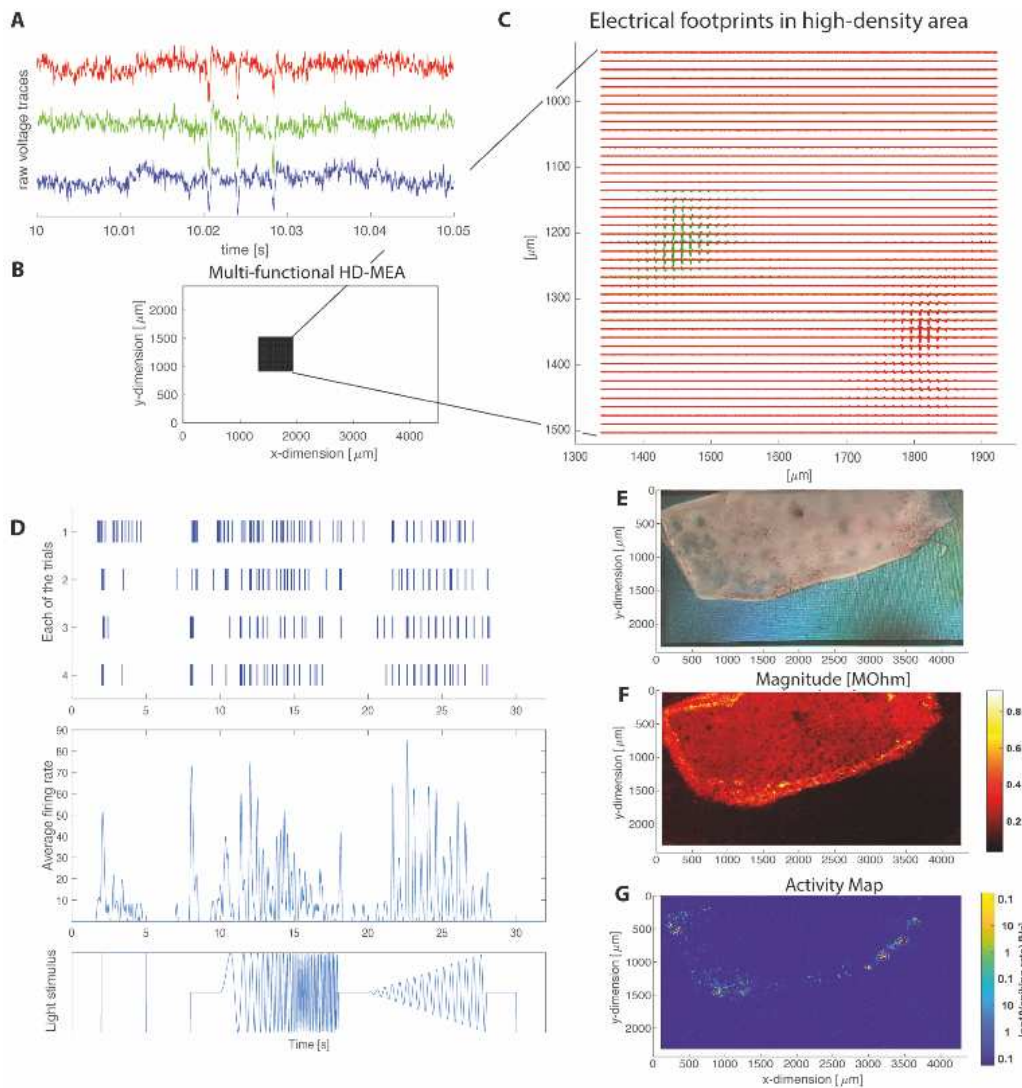 A
raw voltage traces
10 10.01 10.02 10.03 10.04 10.05
time [s]
B
Multi-functional HD-MEA
y-dimension [ μm]
2000
1500
1000
500
0
0 1000 2000 3000 4000
x-dimension [ μm]
C
Electrical footprints in high-density area
[μm]
1000
1100
1200
1300
1400
1500
1300 1400 1500 1600 1700 1800 1900
[μm]
D
Each of the trials
1
2
3
4
0 5 10 15 20 25 30
Average firing rate
90
80
70
60
50
40
30
20
10
0 5 10 15 20 25 30
Light stimulus
Time [s]
E
y-dimension [ μm]
0
500
1000
1500
2000
0 500 1000 1500 2000 2500 3000 3500 4000
Magnitude [MOhm]
F
y-dimension [ μm]
0
500
1000
1500
2000
0 500 1000 1500 2000 2500 3000 3500 4000
0.8
0.6
0.4
0.2
Activity Map
G
y-dimension [ μm]
0
500
1000
1500
2000
0 500 1000 1500 2000 2500 3000 3500 4000
x-dimension [ μm]
0.1
10
1
0.1
10
1
0.1